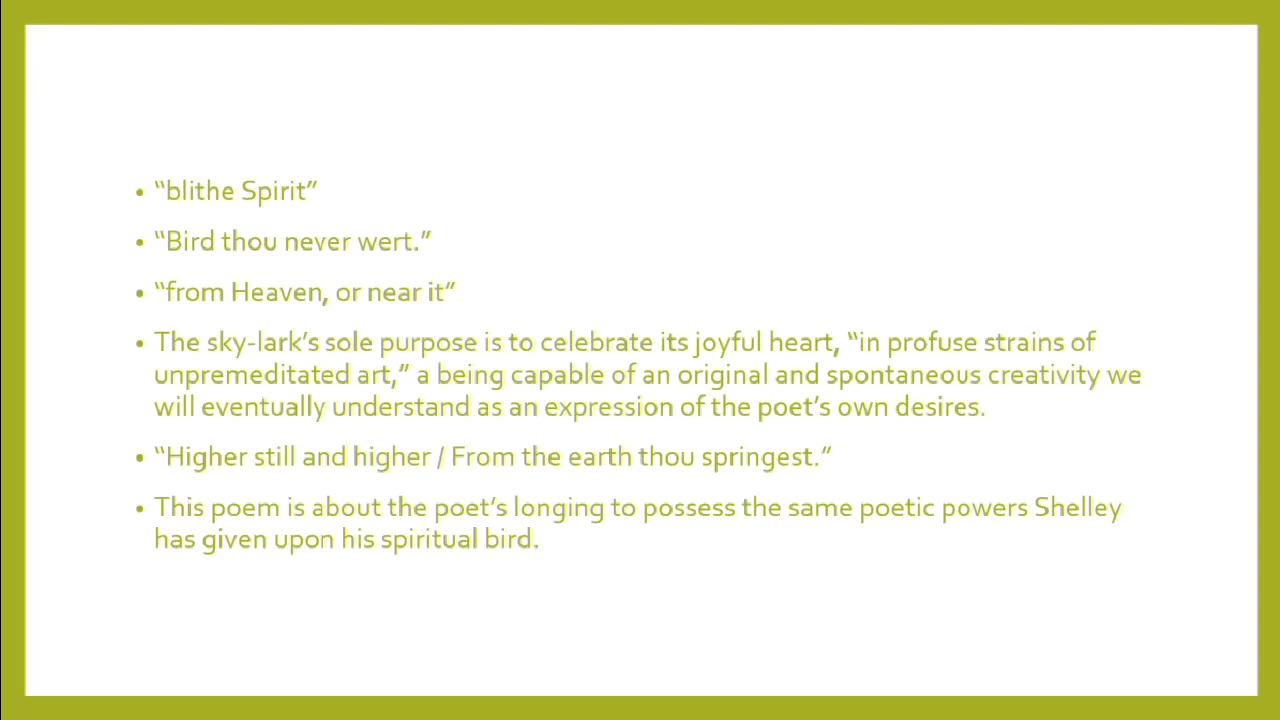 • “blithe Spirit”
• “Bird thou never wert.”
• “from Heaven, or near it”
• The sky-lark’s sole purpose is to celebrate its joyful heart, “in profuse strains of
unpremeditated art,” a being capable of an original and spontaneous creativity we
will eventually understand as an expression of the poet’s own desires.
• “Higher still and higher / From the earth thou springest.”
• This poem is about the poet’s longing to possess the same poetic powers Shelley
has given upon his spiritual bird.